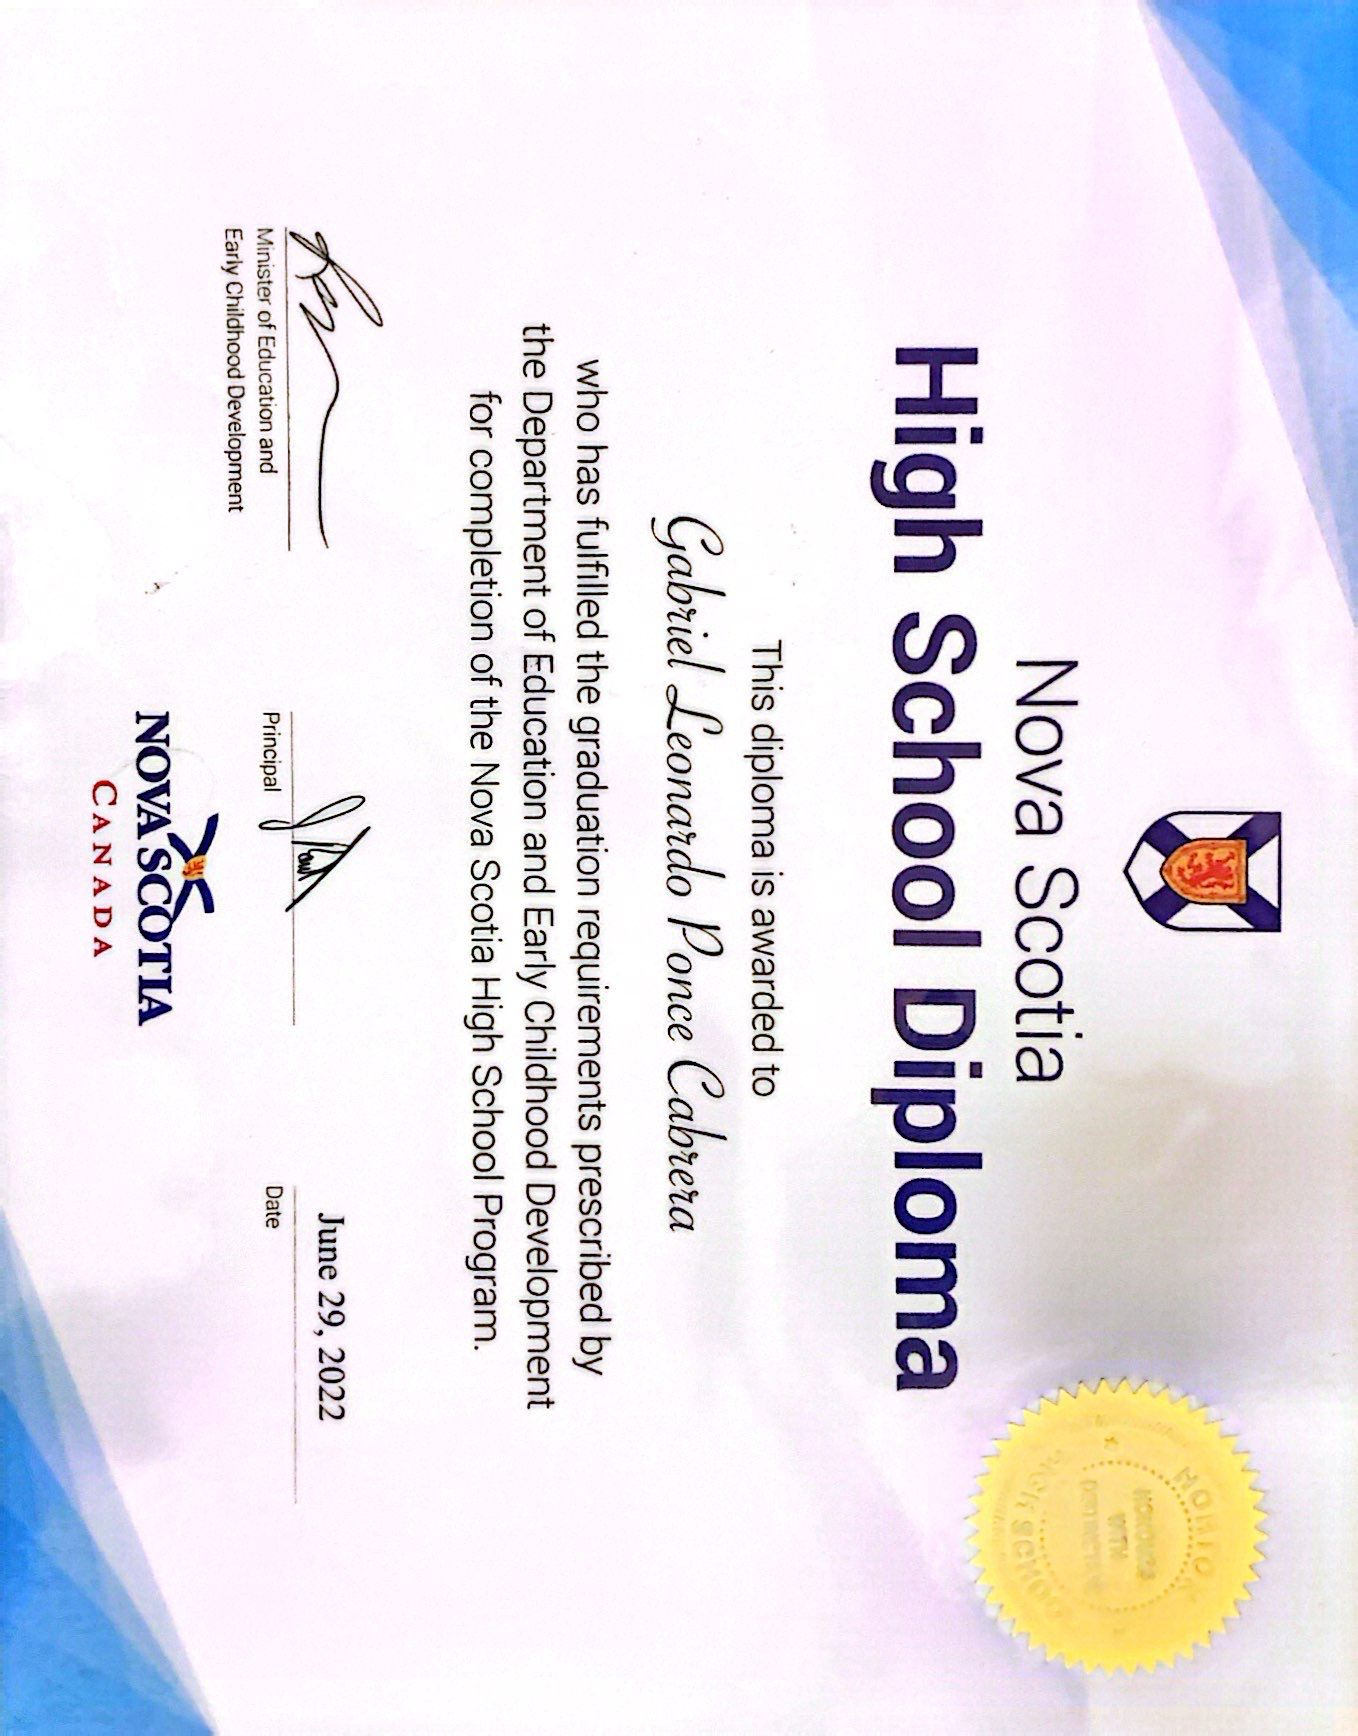 HONOURS
WITH
DISTINCTION
HIGH SCHOOL
Nova Scotia
High School Diploma
This diploma is awarded to
Gabriel Leonardo Ponce Cabrera
who has fulfilled the graduation requirements prescribed by
the Department of Education and Early Childhood Development
for completion of the Nova Scotia High School Program.
June 29, 2022
Minister of Education and
Early Childhood Development
Principal
Date
NOVA SCOTIA
CANADA